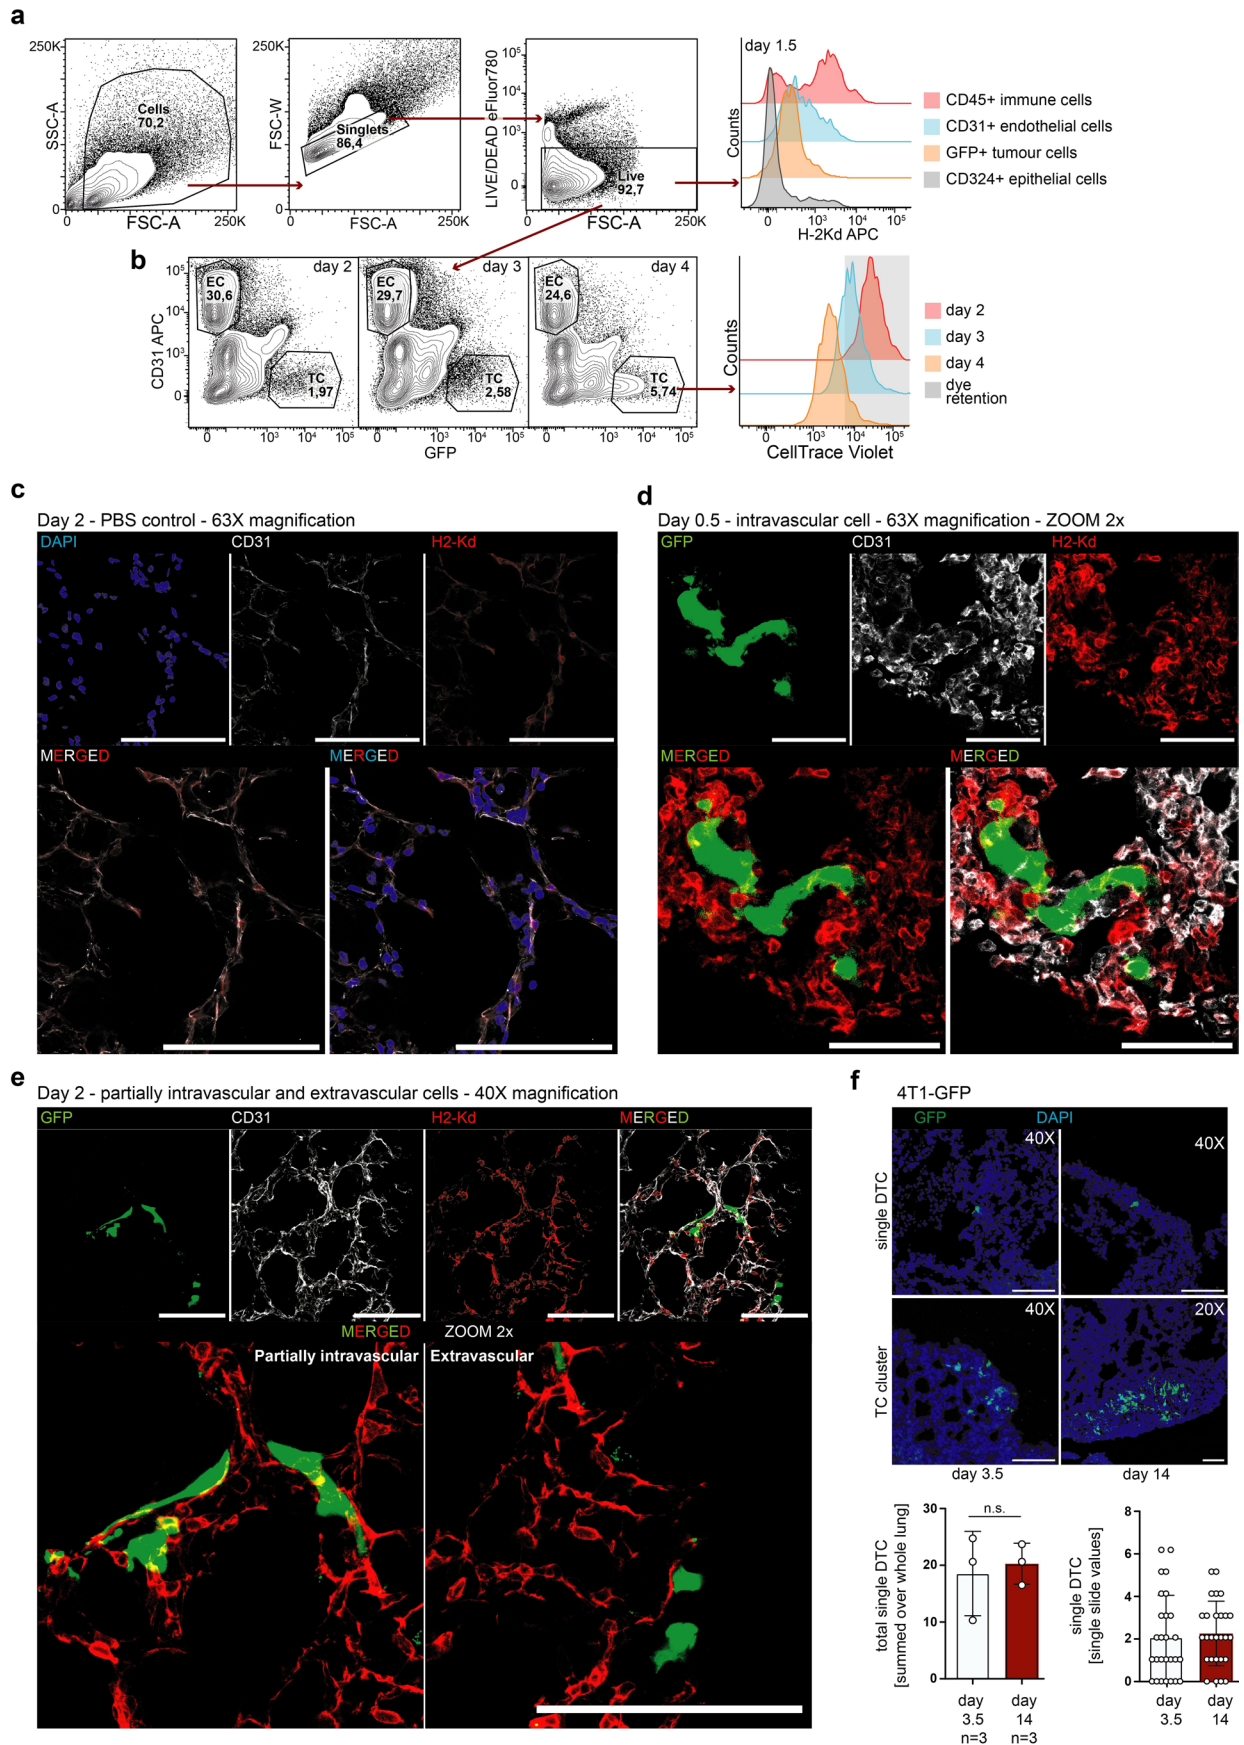 a
250K
SSC-A
Cells
70,2
0
0
FSC-A
250K
250K
FSC-W
Singlets
86,4
0
0
FSC-A
250K
LIVE/DEAD eFluor780
10⁵
10⁴
10³
0
Live
92,7
0
FSC-A
250K
day 1.5
Counts
0
10³
10⁴
10⁵
H-2Kd APC
CD45+ immune cells
CD31+ endothelial cells
GFP+ tumour cells
CD324+ epithelial cells
b
CD31 APC
10⁵
10⁴
10³
0
day 2
EC
30,6
TC
1,97
0
10³
10⁴
10⁵
day 3
EC
29,7
TC
2,58
0
10³
10⁴
10⁵
day 4
EC
24,6
TC
5,74
0
10³
10⁴
10⁵
GFP
Counts
0
10³
10⁴
10⁵
CellTrace Violet
day 2
day 3
day 4
dye
retention
c
Day 2 - PBS control - 63X magnification
DAPI
CD31
H2-Kd
MERGED
MERGED
d
Day 0.5 - intravascular cell - 63X magnification - ZOOM 2x
GFP
CD31
H2-Kd
MERGED
MERGED
e
Day 2 - partially intravascular and extravascular cells - 40X magnification
GFP
CD31
H2-Kd
MERGED
MERGED
ZOOM 2x
Partially intravascular
Extravascular
f
4T1-GFP
GFP
DAPI
single DTC
40X
40X
TC cluster
40X
20X
day 3.5
day 14
total single DTC
[summed over whole lung]
30
20
10
0
n.s.
day
3.5
n=3
day
14
n=3
single DTC
[single slide values]
8
6
4
2
0
day
3.5
day
14